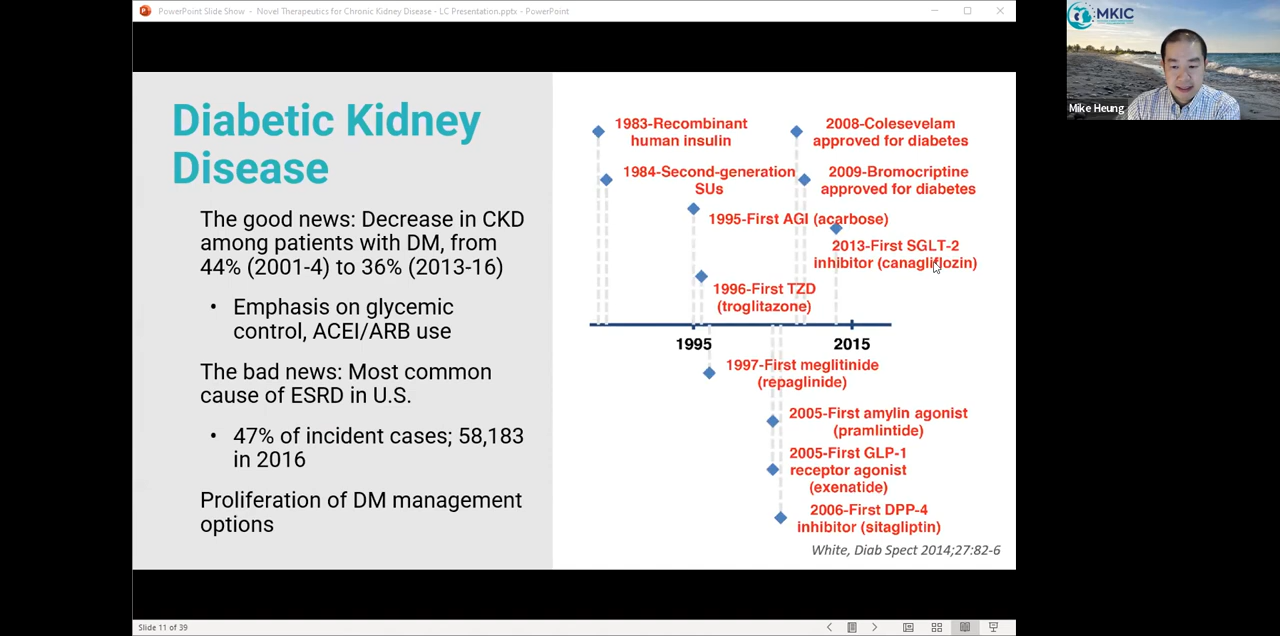 PowerPoint Slide Show - Novel Therapeutics for Chronic Kidney Disease - LC Presentation.pptx - PowerPoint
MKIC
Mike Heung
Diabetic Kidney
Disease
The good news: Decrease in CKD
among patients with DM, from
44% (2001-4) to 36% (2013-16)
• Emphasis on glycemic
control, ACEI/ARB use
The bad news: Most common
cause of ESRD in U.S.
• 47% of incident cases; 58,183
in 2016
Proliferation of DM management
options
1983-Recombinant
human insulin
2008-Colesevelam
approved for diabetes
1984-Second-generation
SUs
2009-Bromocriptine
approved for diabetes
1995-First AGI (acarbose)
2013-First SGLT-2
inhibitor (canagliflozin)
1996-First TZD
(troglitazone)
1995
2015
1997-First meglitinide
(repaglinide)
2005-First amylin agonist
(pramlintide)
2005-First GLP-1
receptor agonist
(exenatide)
2006-First DPP-4
inhibitor (sitagliptin)
White, Diab Spect 2014;27:82-6
Slide 11 of 39